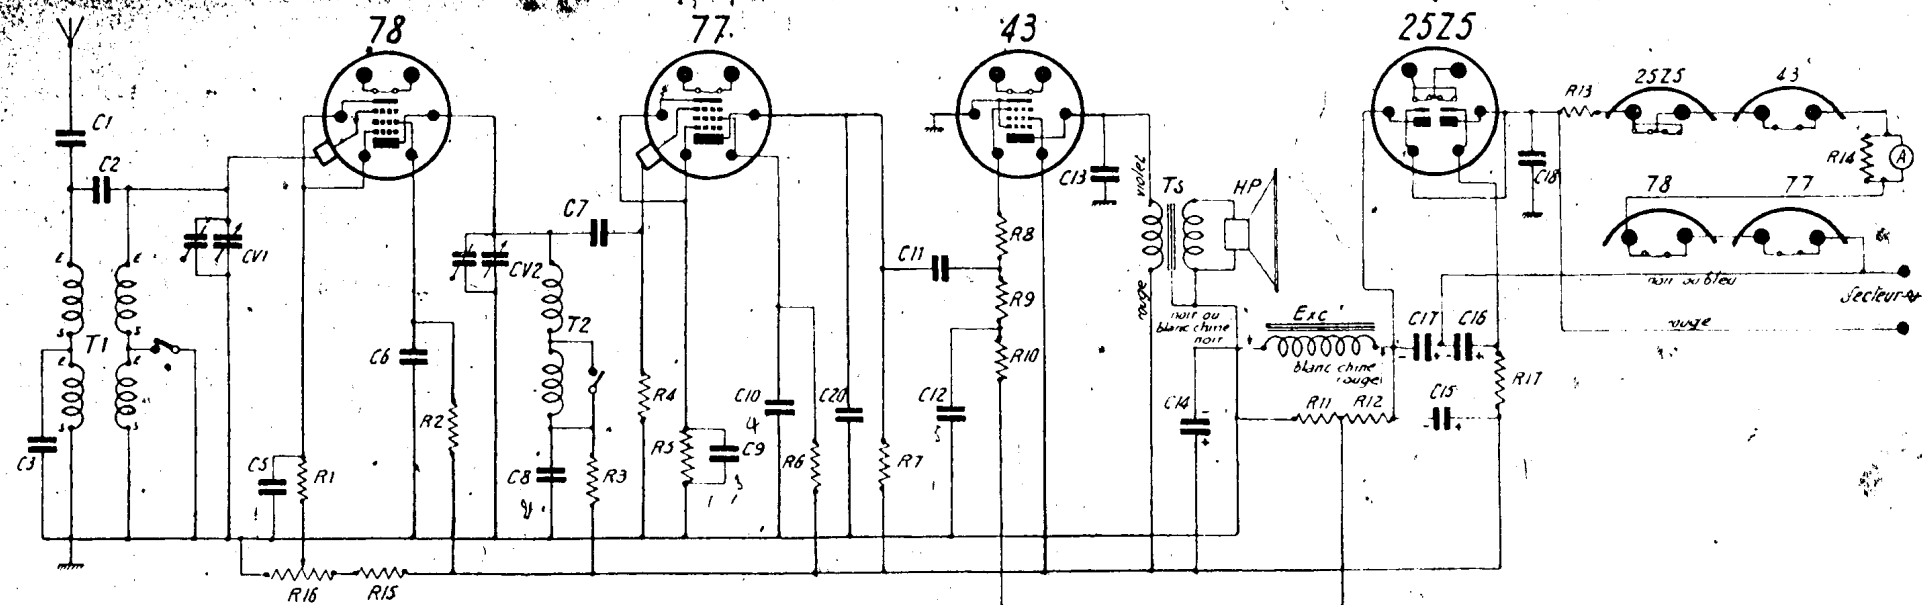 78
77
43
25Z5
C1
C2
CV1
T1
C3
C5
R1
R16
R15
C6
R2
CV2
T2
C7
C8
R3
R4
R5
C9
C10
4
R6
C20
R7
C11
C12
R8
R9
R10
C13
violet
rouge
TS
HP
noir ou
blanc chiné
noir
Exc
blanc chiné
rouge
C14
R11
R12
C17
C16
C15
R17
C18
R13
25Z5
43
R14
A
78
77
noir ou bleu
Secteur
rouge